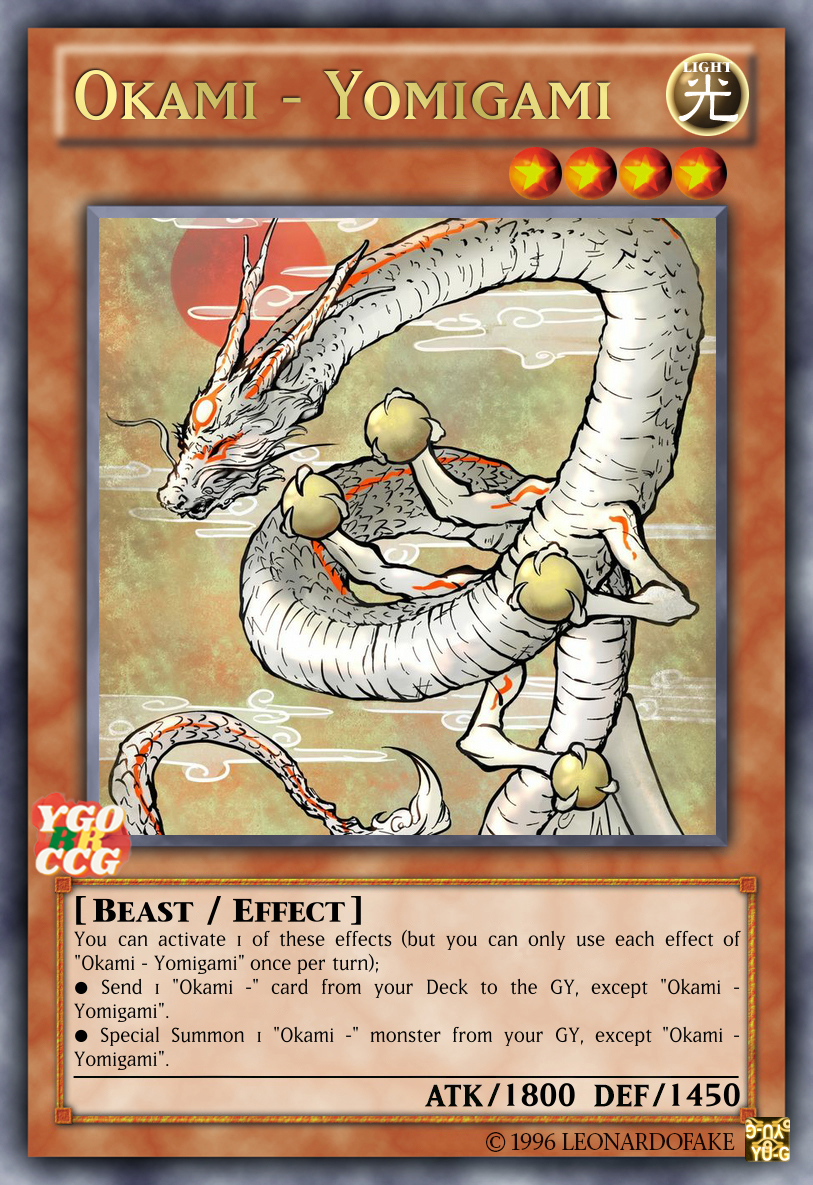 Okami - Yomigami
LIGHT
光
YGO
BR
CCG
[ Beast / Effect ]
You can activate 1 of these effects (but you can only use each effect of
"Okami - Yomigami" once per turn);
● Send 1 "Okami -" card from your Deck to the GY, except "Okami -
Yomigami".
● Special Summon 1 "Okami -" monster from your GY, except "Okami -
Yomigami".
ATK/1800 DEF/1450
© 1996 LEONARDOFAKE
YU-G